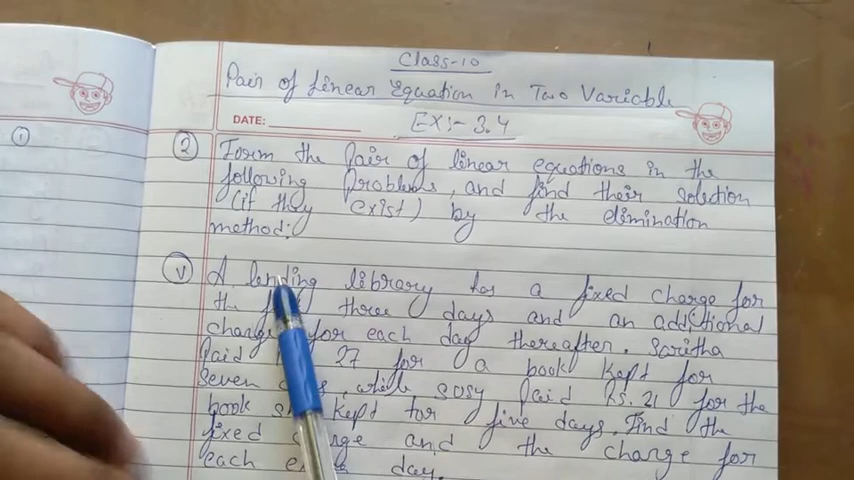 Class-10
Pair of Linear Equation in Two Variable
DATE:
EX:- 3.4
①
② Form the Pair of linear equations in the
following Problems, and find their solution
(if they exist) by the elimination
method:
Ⓥ A lending library has a fixed charge for
the three days and an additional
charge for each day thereafter. Saritha
Paid 27 for a book kept for
seven while sosy Paid Rs. 21 for the
book kept for five days. Find the
fixed and the charge for
each day.